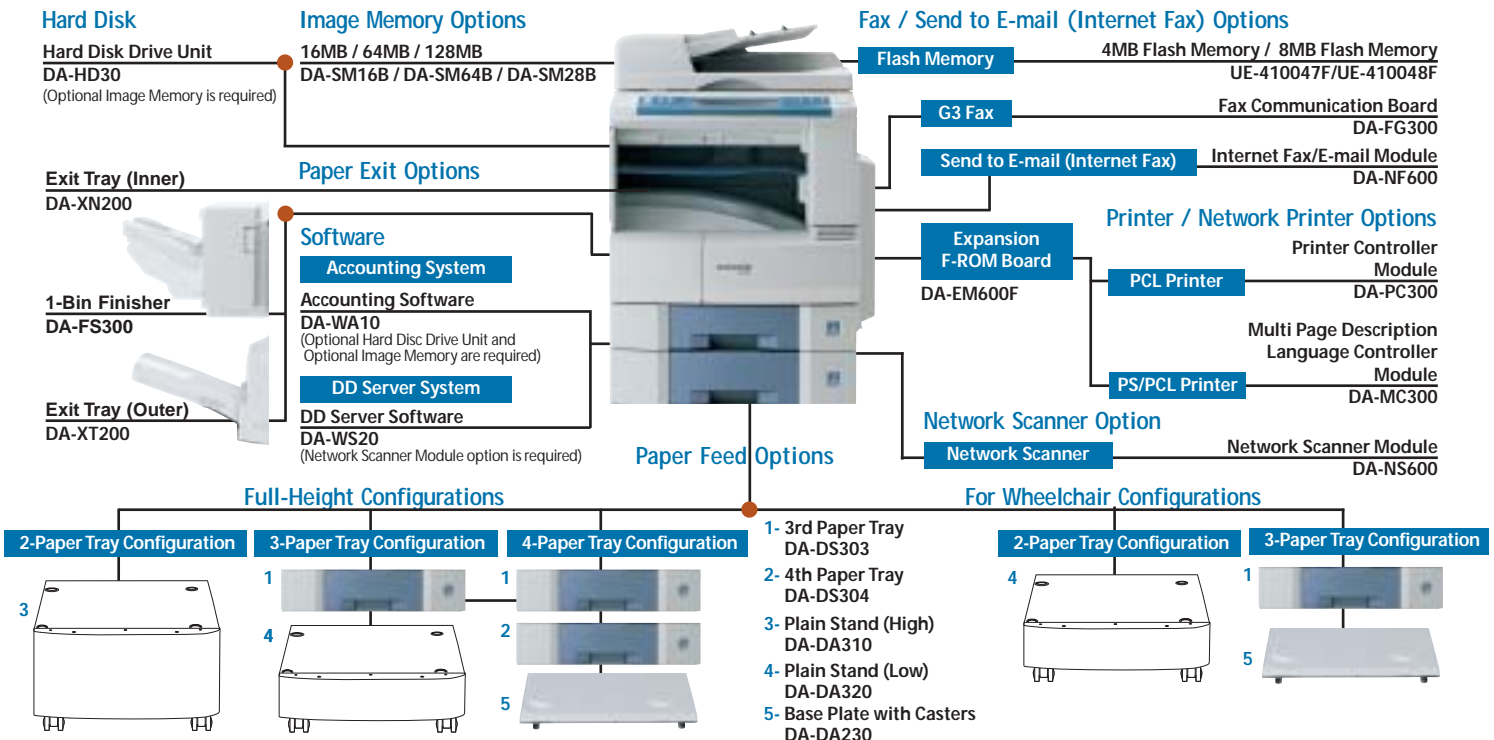 Hard Disk
Hard Disk Drive Unit
DA-HD30
(Optional Image Memory is required)
Image Memory Options
16MB / 64MB / 128MB
DA-SM16B / DA-SM64B / DA-SM28B
Fax / Send to E-mail (Internet Fax) Options
Flash Memory
4MB Flash Memory / 8MB Flash Memory
UE-410047F/UE-410048F
G3 Fax
Fax Communication Board
DA-FG300
Send to E-mail (Internet Fax)
Internet Fax/E-mail Module
DA-NF600
Exit Tray (Inner)
DA-XN200
Paper Exit Options
1-Bin Finisher
DA-FS300
Exit Tray (Outer)
DA-XT200
Software
Accounting System
Accounting Software
DA-WA10
(Optional Hard Disc Drive Unit and
Optional Image Memory are required)
DD Server System
DD Server Software
DA-WS20
(Network Scanner Module option is required)
Printer / Network Printer Options
Expansion
F-ROM Board
DA-EM600F
PCL Printer
Printer Controller
Module
DA-PC300
PS/PCL Printer
Multi Page Description
Language Controller
Module
DA-MC300
Network Scanner Option
Network Scanner
Network Scanner Module
DA-NS600
Paper Feed Options
Full-Height Configurations
2-Paper Tray Configuration
3
3-Paper Tray Configuration
1
4
4-Paper Tray Configuration
1
2
5
1- 3rd Paper Tray
DA-DS303
2- 4th Paper Tray
DA-DS304
3- Plain Stand (High)
DA-DA310
4- Plain Stand (Low)
DA-DA320
5- Base Plate with Casters
DA-DA230
For Wheelchair Configurations
2-Paper Tray Configuration
4
3-Paper Tray Configuration
1
5